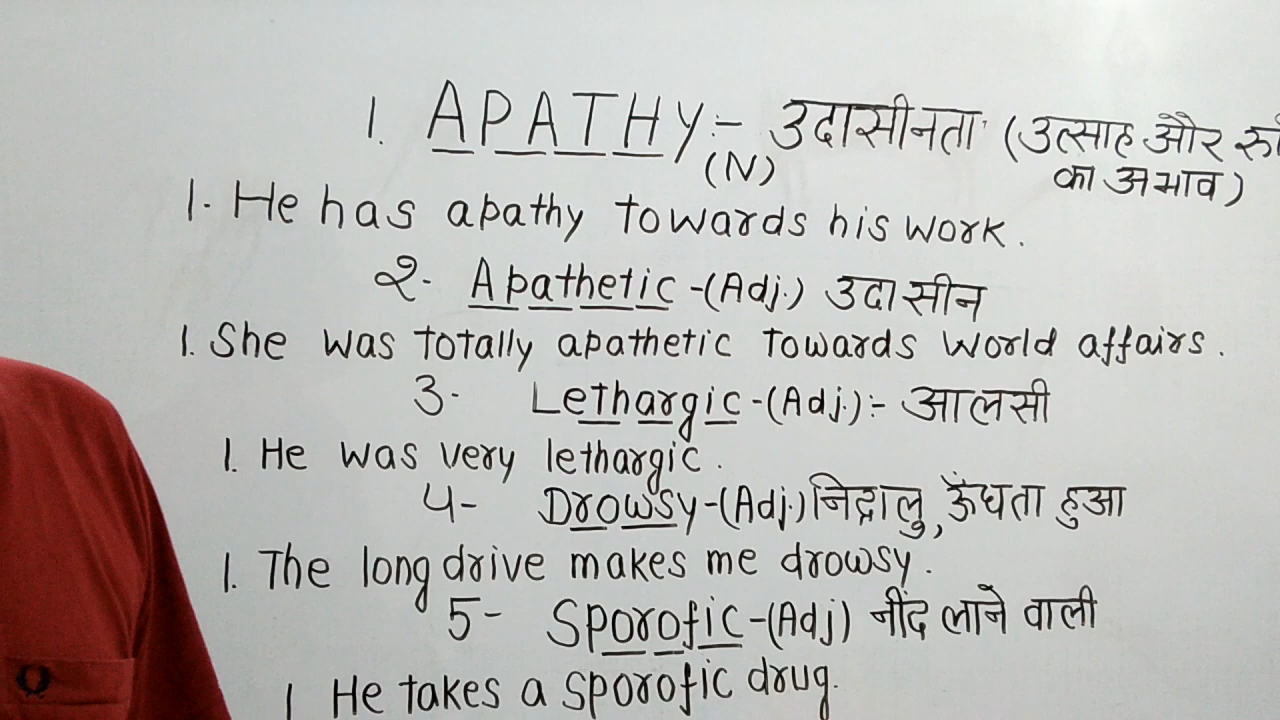 1. APATHY:- उदासीनता (उत्साह और
(N) का अभाव)
1. He has apathy towards his work.
2- Apathetic -(Adj.) उदासीन
1. She was totally apathetic towards world affairs.
3- Lethargic -(Adj.):- आलसी
1. He was very lethargic.
4- Drowsy-(Adj.) निद्रालु, ऊंघता हुआ
1. The long drive makes me drowsy.
5- Sporofic-(Adj) नींद लाने वाली
1 He takes a sporofic drug.